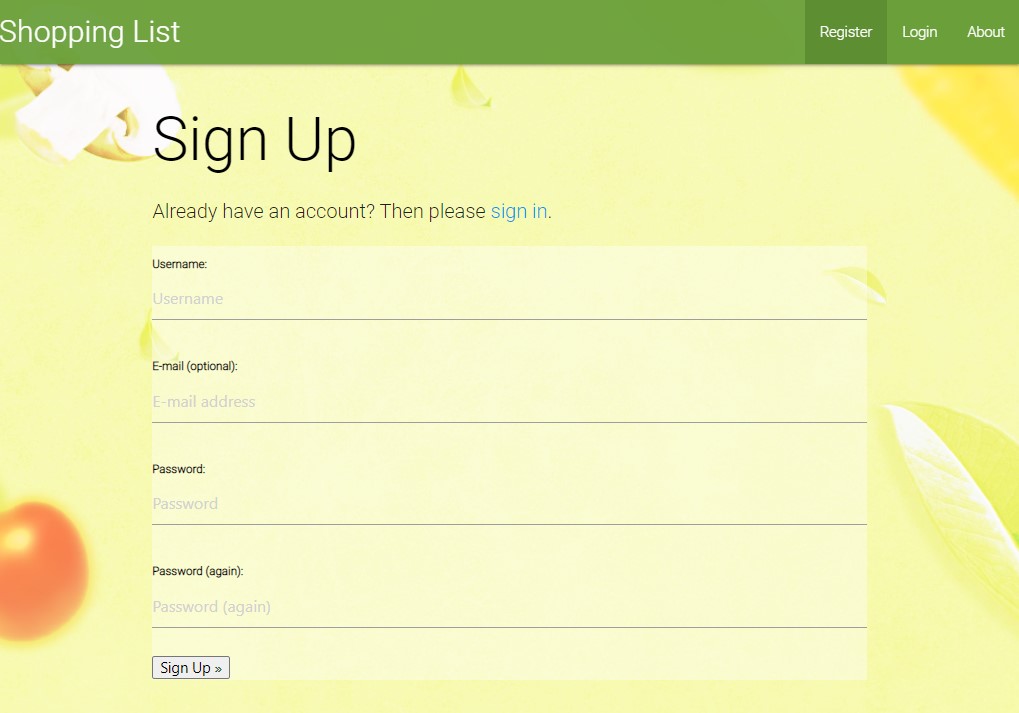 Shopping List
Register Login About
Sign Up
Already have an account? Then please sign in.
Username:
Username
E-mail (optional):
E-mail address
Password:
Password
Password (again):
Password (again)
Sign Up »